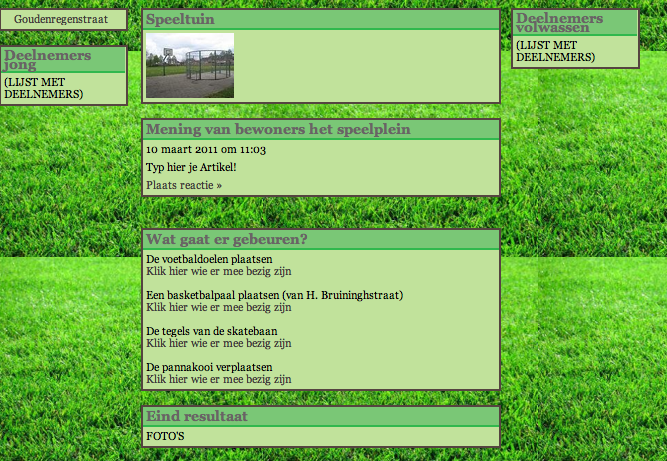 Goudenregenstraat
Deelnemers
jong
(LIJST MET
DEELNEMERS)
Speeltuin
Mening van bewoners het speelplein
10 maart 2011 om 11:03
Typ hier je Artikel!
Plaats reactie »
Wat gaat er gebeuren?
De voetbaldoelen plaatsen
Klik hier wie er mee bezig zijn
Een basketbalpaal plaatsen (van H. Bruininghstraat)
Klik hier wie er mee bezig zijn
De tegels van de skatebaan
Klik hier wie er mee bezig zijn
De pannakooi verplaatsen
Klik hier wie er mee bezig zijn
Eind resultaat
FOTO'S
Deelnemers
volwassen
(LIJST MET
DEELNEMERS)